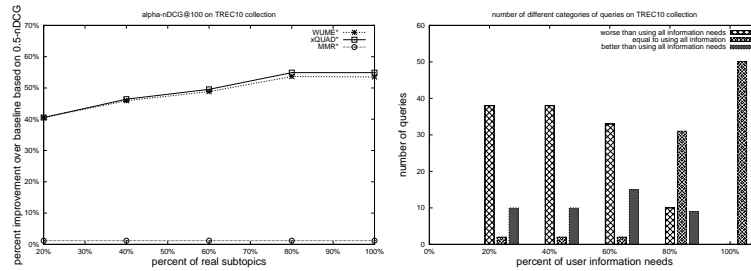 alpha-nDCG@100 on TREC10 collection
WUME"
xQUAD"
MMR"
percent improvement over baseline based on 0.5-nDCG
70%
60%
50%
40%
30%
20%
10%
0%
20% 40% 60% 80% 100%
percent of real subtopics
number of different categories of queries on TREC10 collection
worse than using all information needs
equal to using all information
better than using all information needs
number of queries
60
50
40
30
20
10
0
20% 40% 60% 80% 100%
percent of user information needs